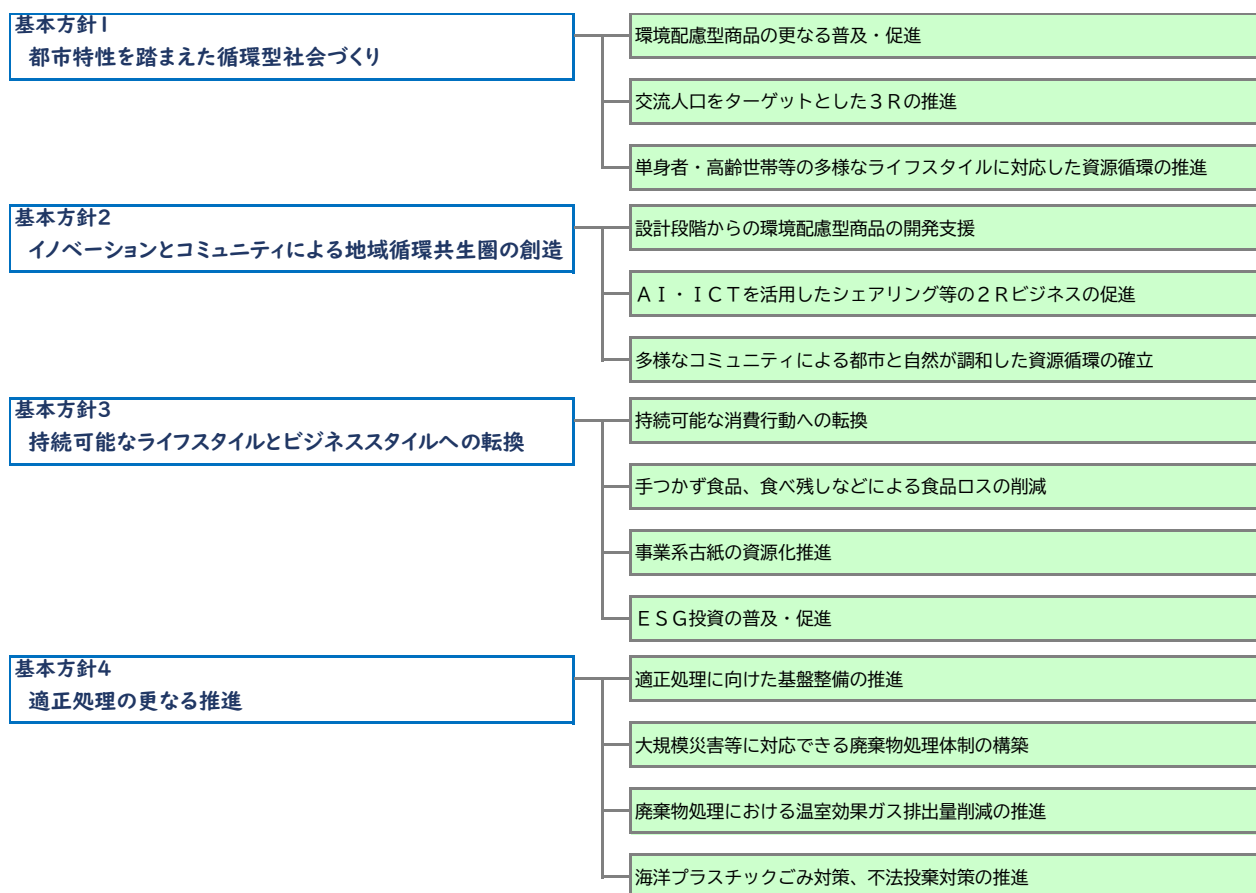 基本方針1
都市特性を踏まえた循環型社会づくり
環境配慮型商品の更なる普及・促進
交流人口をターゲットとした３Ｒの推進
単身者・高齢世帯等の多様なライフスタイルに対応した資源循環の推進
基本方針2
イノベーションとコミュニティによる地域循環共生圏の創造
設計段階からの環境配慮型商品の開発支援
ＡＩ・ＩＣＴを活用したシェアリング等の２Ｒビジネスの促進
多様なコミュニティによる都市と自然が調和した資源循環の確立
基本方針3
持続可能なライフスタイルとビジネススタイルへの転換
持続可能な消費行動への転換
手つかず食品、食べ残しなどによる食品ロスの削減
事業系古紙の資源化推進
ＥＳＧ投資の普及・促進
基本方針4
適正処理の更なる推進
適正処理に向けた基盤整備の推進
大規模災害等に対応できる廃棄物処理体制の構築
廃棄物処理における温室効果ガス排出量削減の推進
海洋プラスチックごみ対策、不法投棄対策の推進